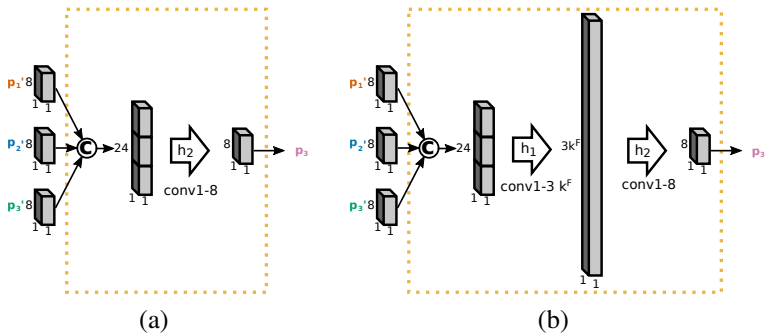 p₁' 8
1 1
p₂' 8
1 1
p₃' 8
1 1
C
24
1 1
h₂
conv1-8
8
1 1
p₃
(a)
p₁' 8
1 1
p₂' 8
1 1
p₃' 8
1 1
C
24
1 1
h₁
conv1-3 kᶠ
3kᶠ
1 1
h₂
conv1-8
8
1 1
p₃
(b)